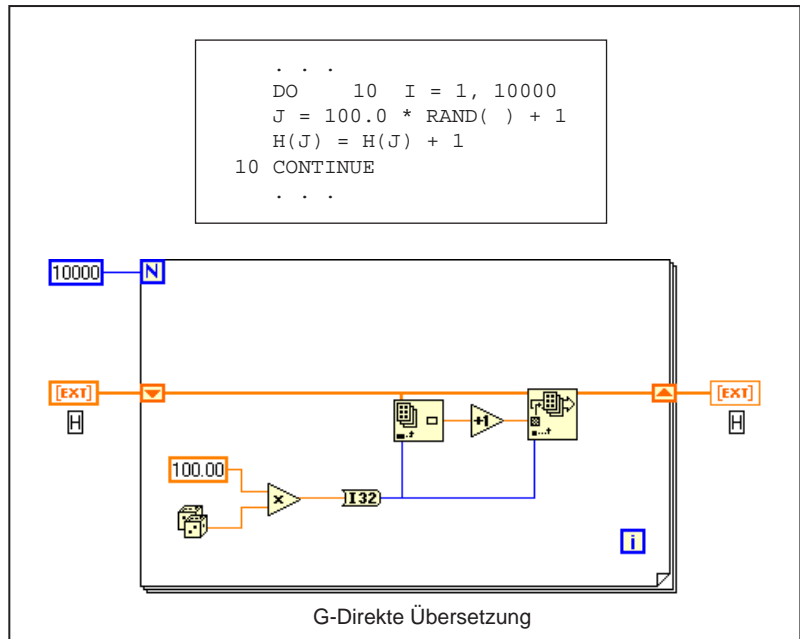 . . .
DO 10 I = 1, 10000
J = 100.0 * RAND( ) + 1
H(J) = H(J) + 1
10 CONTINUE
. . .
10000
N
[EXT]
[EXT]
H
H
+1
100.00
x
I32
i
G-Direkte Übersetzung